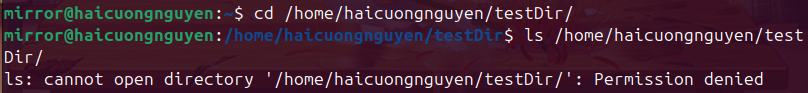 mirror@haicuongnguyen:~$ cd /home/haicuongnguyen/testDir/
mirror@haicuongnguyen:/home/haicuongnguyen/testDir$ ls /home/haicuongnguyen/test
Dir/
ls: cannot open directory '/home/haicuongnguyen/testDir/': Permission denied